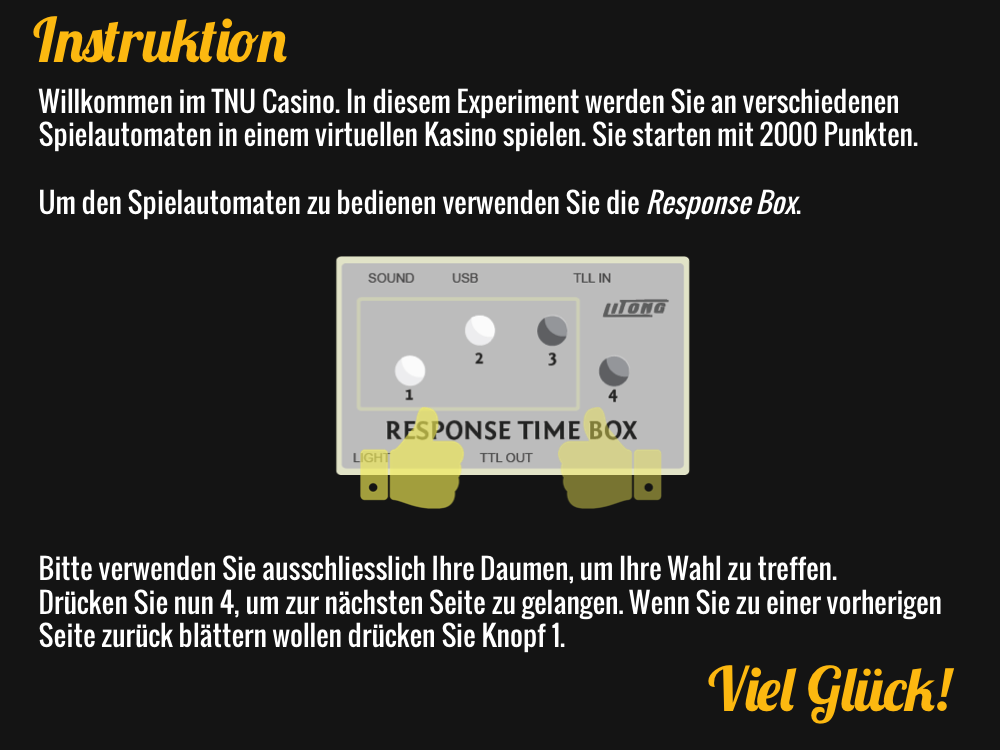 Instruktion
Willkommen im TNU Casino. In diesem Experiment werden Sie an verschiedenen
Spielautomaten in einem virtuellen Kasino spielen. Sie starten mit 2000 Punkten.
Um den Spielautomaten zu bedienen verwenden Sie die Response Box.
SOUND USB TLL IN
LITONG
2 3
1 4
RESPONSE TIME BOX
LIGHT TTL OUT
Bitte verwenden Sie ausschliesslich Ihre Daumen, um Ihre Wahl zu treffen.
Drücken Sie nun 4, um zur nächsten Seite zu gelangen. Wenn Sie zu einer vorherigen
Seite zurück blättern wollen drücken Sie Knopf 1.
Viel Glück!